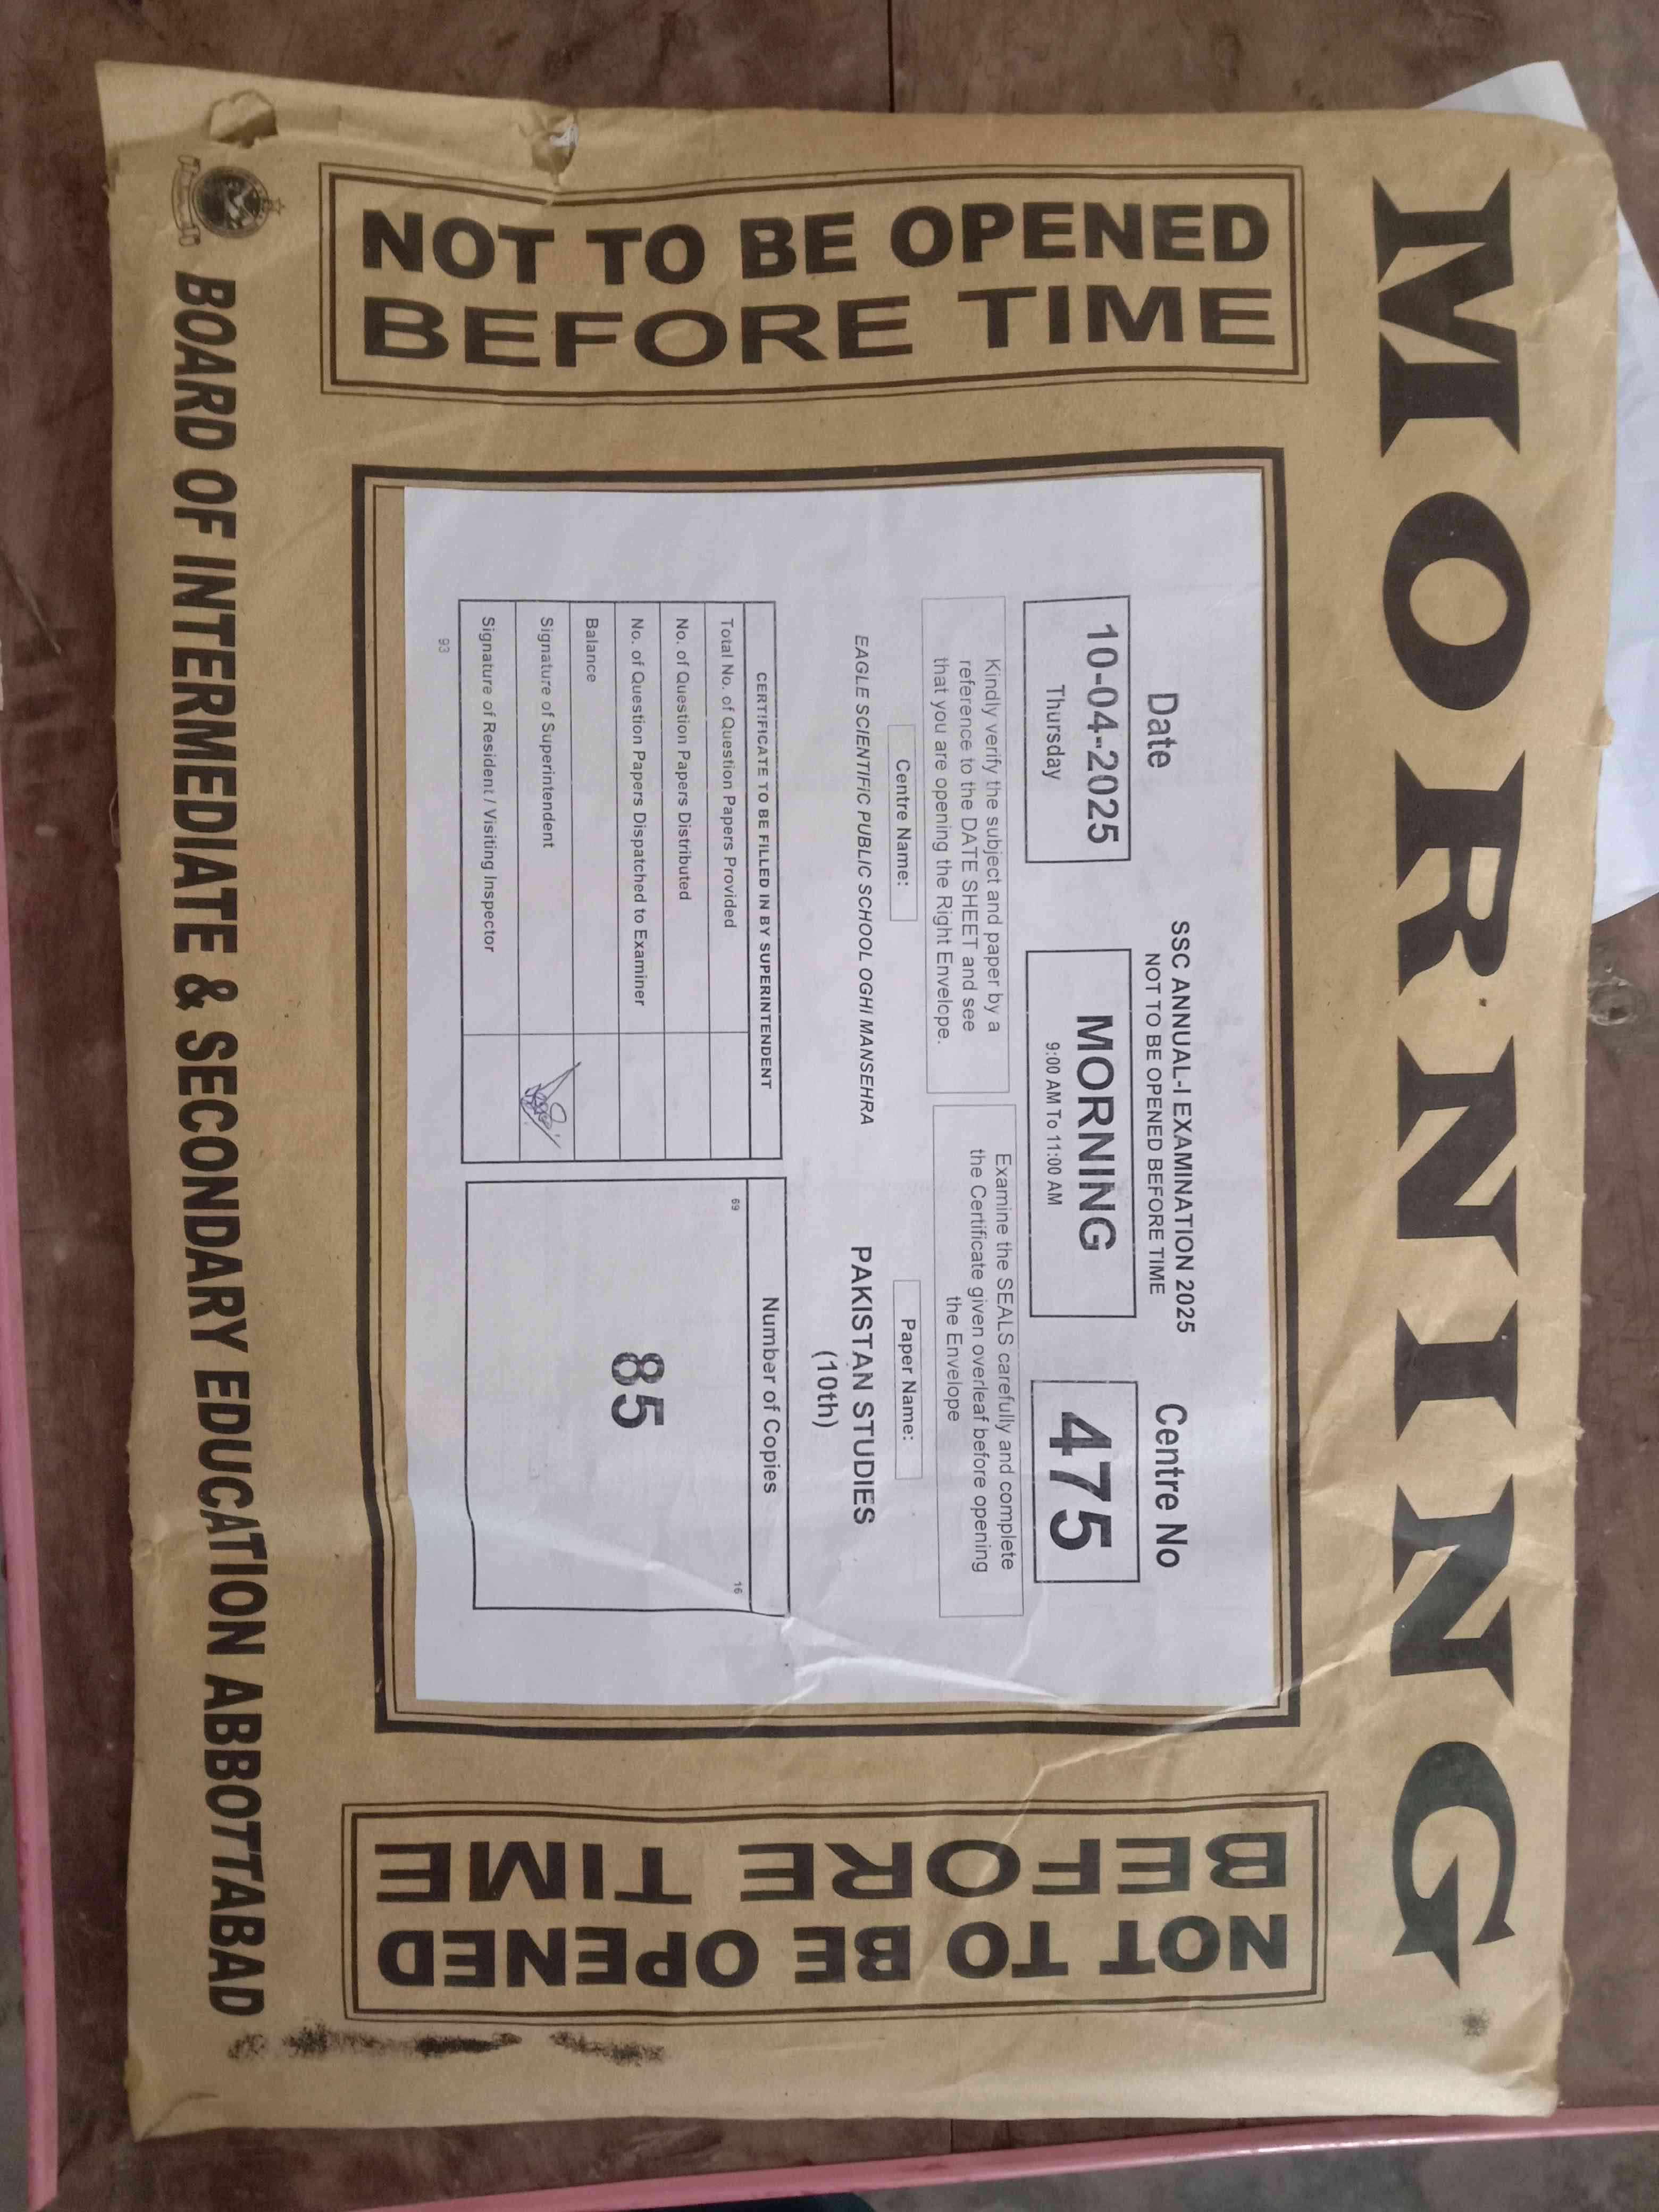 MORNING
NOT TO BE OPENED
BEFORE TIME
SSC ANNUAL-I EXAMINATION 2025
NOT TO BE OPENED BEFORE TIME
Date
10-04-2025
Thursday
MORNING
9:00 AM To 11:00 AM
Centre No
475
Kindly verify the subject and paper by a
reference to the DATE SHEET and see
that you are opening the Right Envelope.
Examine the SEALS carefully and complete
the Certificate given overleaf before opening
the Envelope
Centre Name:
EAGLE SCIENTIFIC PUBLIC SCHOOL OGHI MANSEHRA
Paper Name:
PAKISTAN STUDIES
(10th)
CERTIFICATE TO BE FILLED IN BY SUPERINTENDENT
Total No. of Question Papers Provided
No. of Question Papers Distributed
No. of Question Papers Dispatched to Examiner
Balance
Signature of Superintendent
Signature of Resident / Visiting Inspector
93
Number of Copies
69
16
85
NOT TO BE OPENED
BEFORE TIME
BOARD OF INTERMEDIATE & SECONDARY EDUCATION ABBOTTABAD